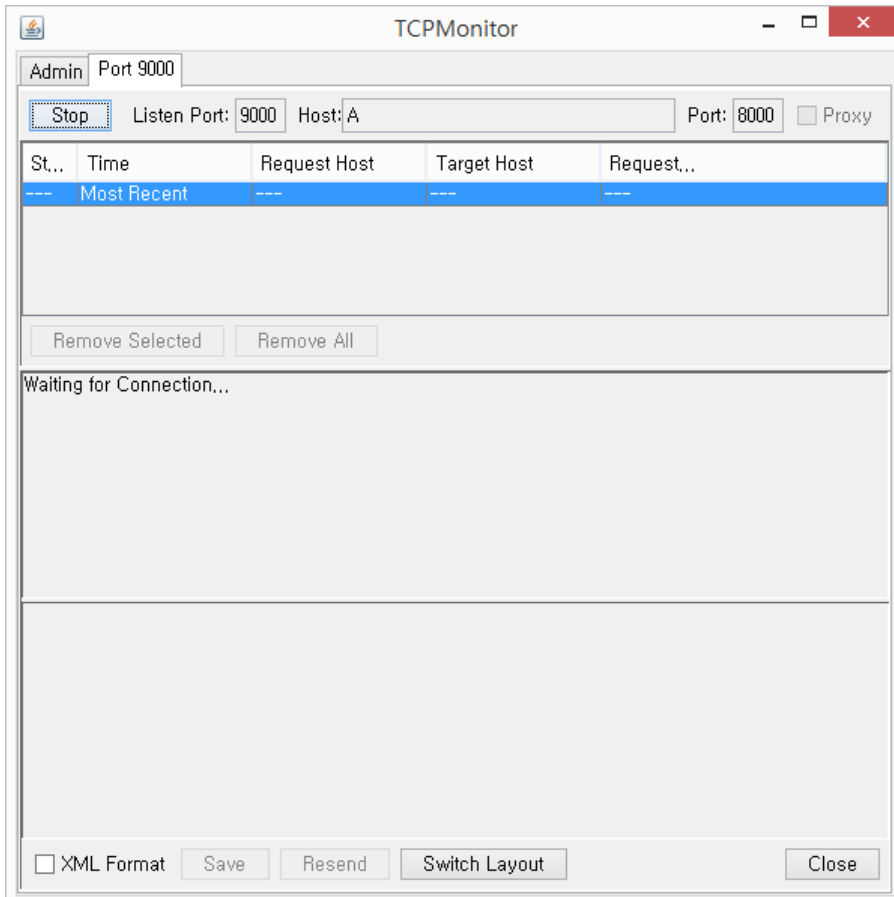 TCPMonitor
Admin Port 9000
Stop Listen Port: 9000 Host: A Port: 8000 Proxy
St... Time Request Host Target Host Request...
--- Most Recent --- --- ---
Remove Selected Remove All
Waiting for Connection...
XML Format Save Resend Switch Layout Close